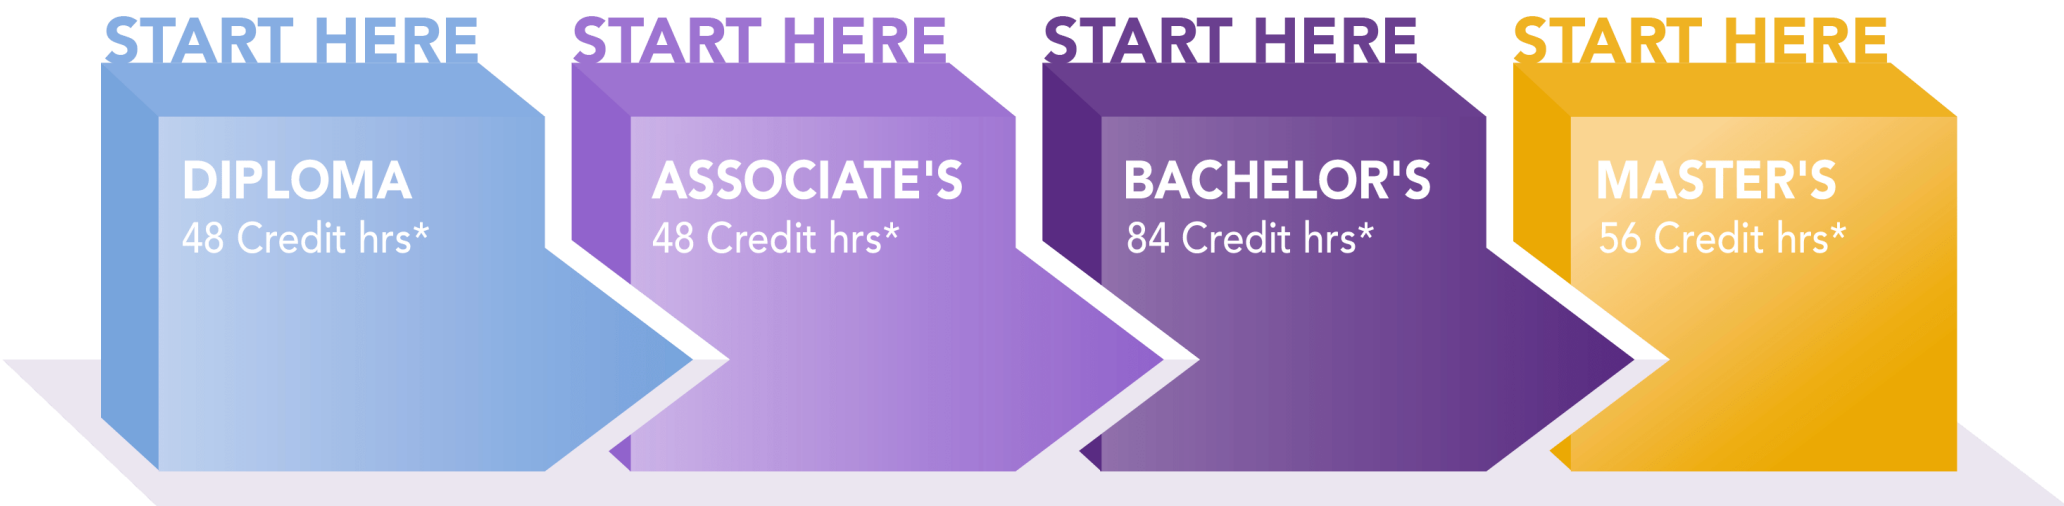 START HERE
DIPLOMA
48 Credit hrs*
START HERE
ASSOCIATE'S
48 Credit hrs*
START HERE
BACHELOR'S
84 Credit hrs*
START HERE
MASTER'S
56 Credit hrs*